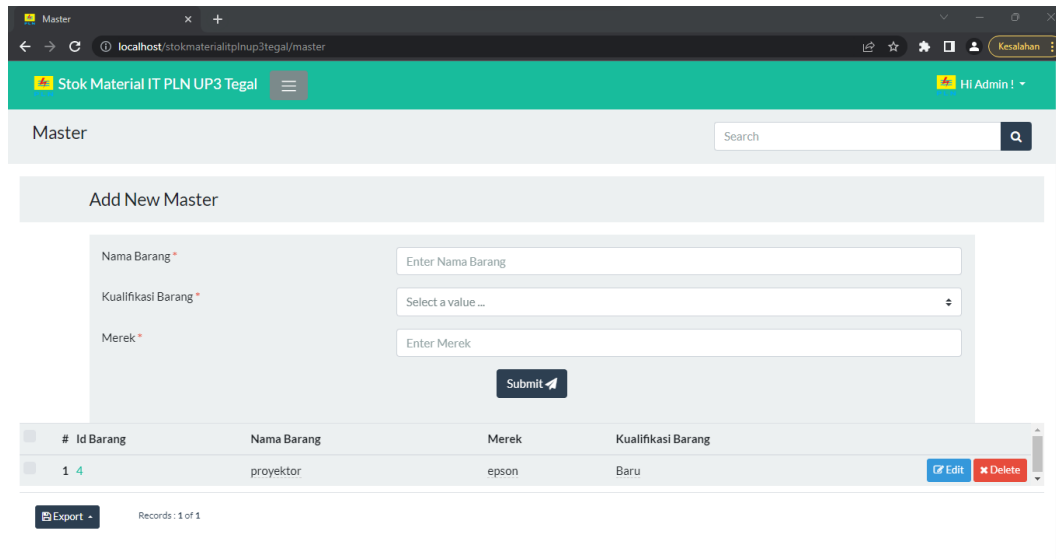 Master
localhost/stokmaterialitplnup3tegal/master
Kesalahan
Stok Material IT PLN UP3 Tegal
Hi Admin !
Master
Search
Add New Master
Nama Barang *
Enter Nama Barang
Kualifikasi Barang *
Select a value ...
Merek *
Enter Merek
Submit
# Id Barang Nama Barang Merek Kualifikasi Barang
1 4 proyektor epson Baru Edit Delete
Export Records : 1 of 1